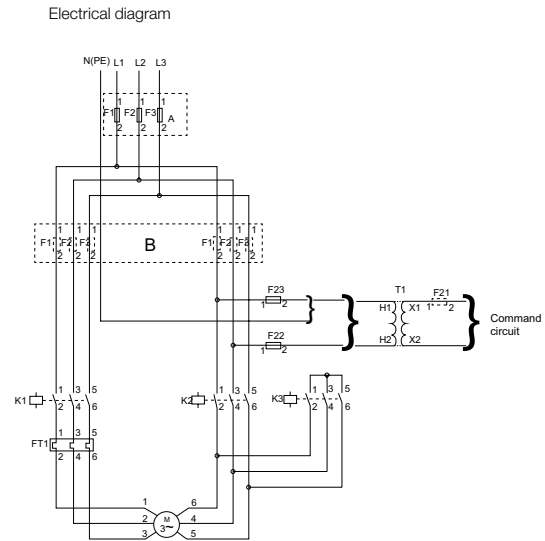 Electrical diagram
N(PE) L1 L2 L3
1 1 1
F1 F2 F3 A
2 2 2
1 1 1 1 1 1
F1 F2 F3 B F1 F2 F3
2 2 2 2 2 2
F23
1 2
T1 F21
H1 X1 1 2
Command
circuit
F22
1 2
H2 X2
1 3 5 1 3 5 1 3 5
K1 K2 K3
2 4 6 2 4 6 2 4 6
1 3 5
FT1
2 4 6
1 6
2 M 4
3~
3 5